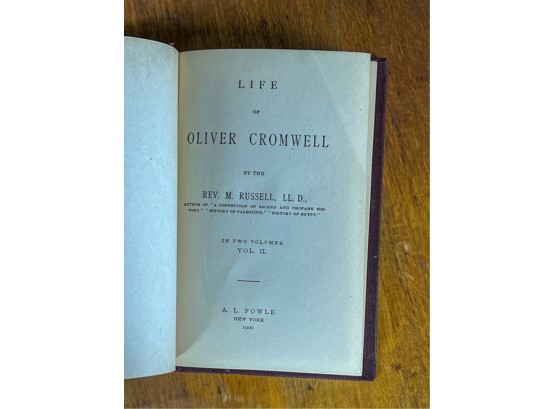 LIFE
OF
OLIVER CROMWELL
BY THE
REV. M. RUSSELL, LL. D.,
AUTHOR OF "A CONNECTION OF SACRED AND PROFANE HIS-
TORY," "HISTORY OF PALESTINE," "HISTORY OF EGYPT."
IN TWO VOLUMES.
VOL. II.
A. L. FOWLE
NEW YORK
1900